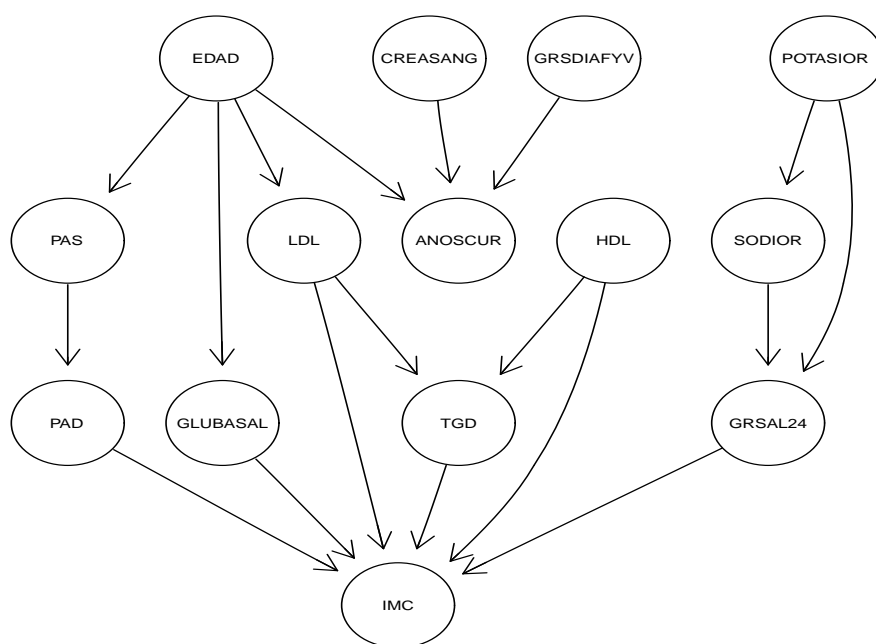 EDAD CREASANG GRSDIAFYV POTASIOR
PAS LDL ANOSCUR HDL SODIOR
PAD GLUBASAL TGD GRSAL24
IMC